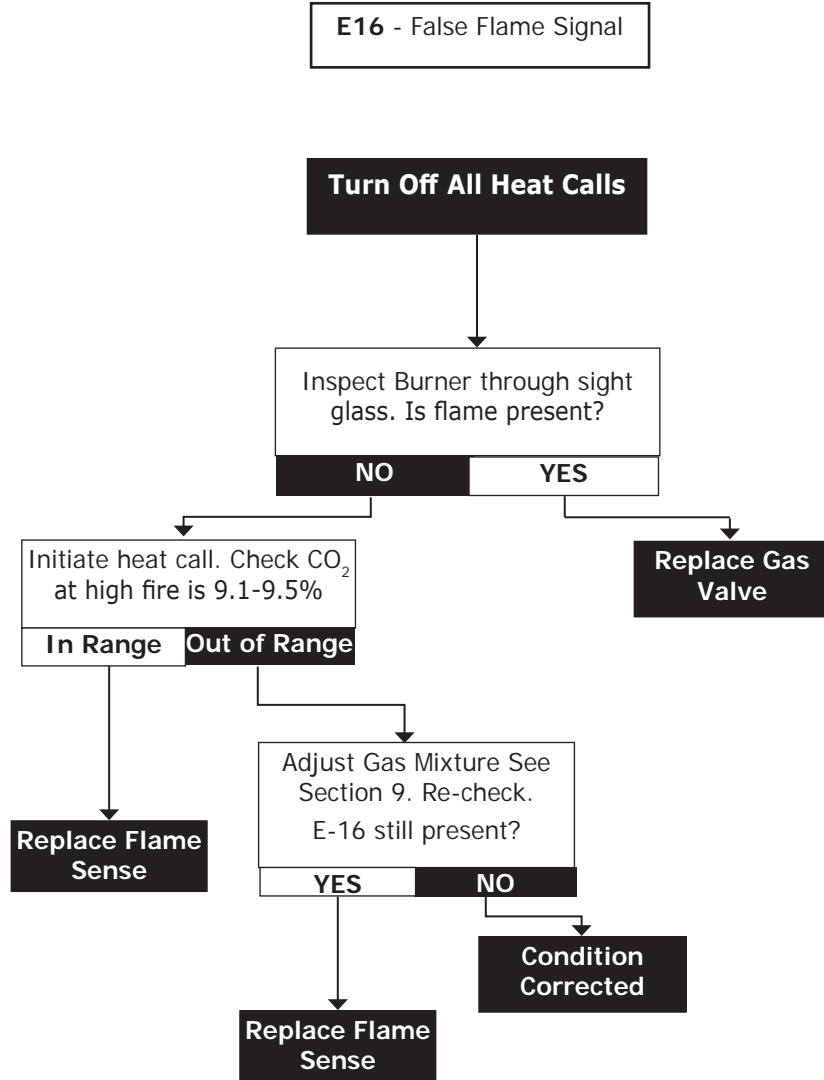 E16 - False Flame Signal
Turn Off All Heat Calls
Inspect Burner through sight
glass. Is flame present?
NO
YES
Initiate heat call. Check CO₂
at high fire is 9.1-9.5%
In Range
Out of Range
Replace Gas
Valve
Adjust Gas Mixture See
Section 9. Re-check.
E-16 still present?
YES
NO
Replace Flame
Sense
Condition
Corrected
Replace Flame
Sense